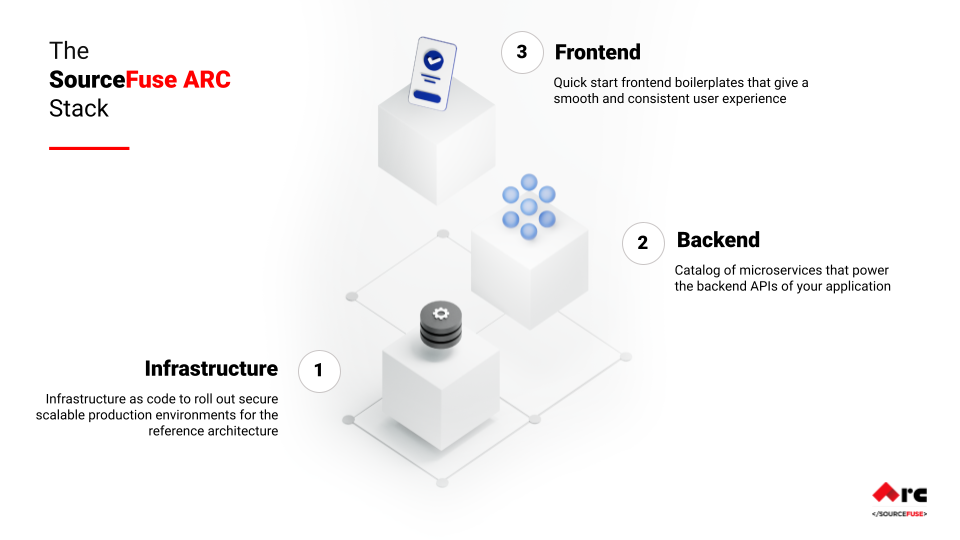 The
SourceFuse ARC
Stack
3
Frontend
Quick start frontend boilerplates that give a
smooth and consistent user experience
2
Backend
Catalog of microservices that power
the backend APIs of your application
Infrastructure
1
Infrastructure as code to roll out secure
scalable production environments for the
reference architecture
Arc
</SOURCEFUSE>